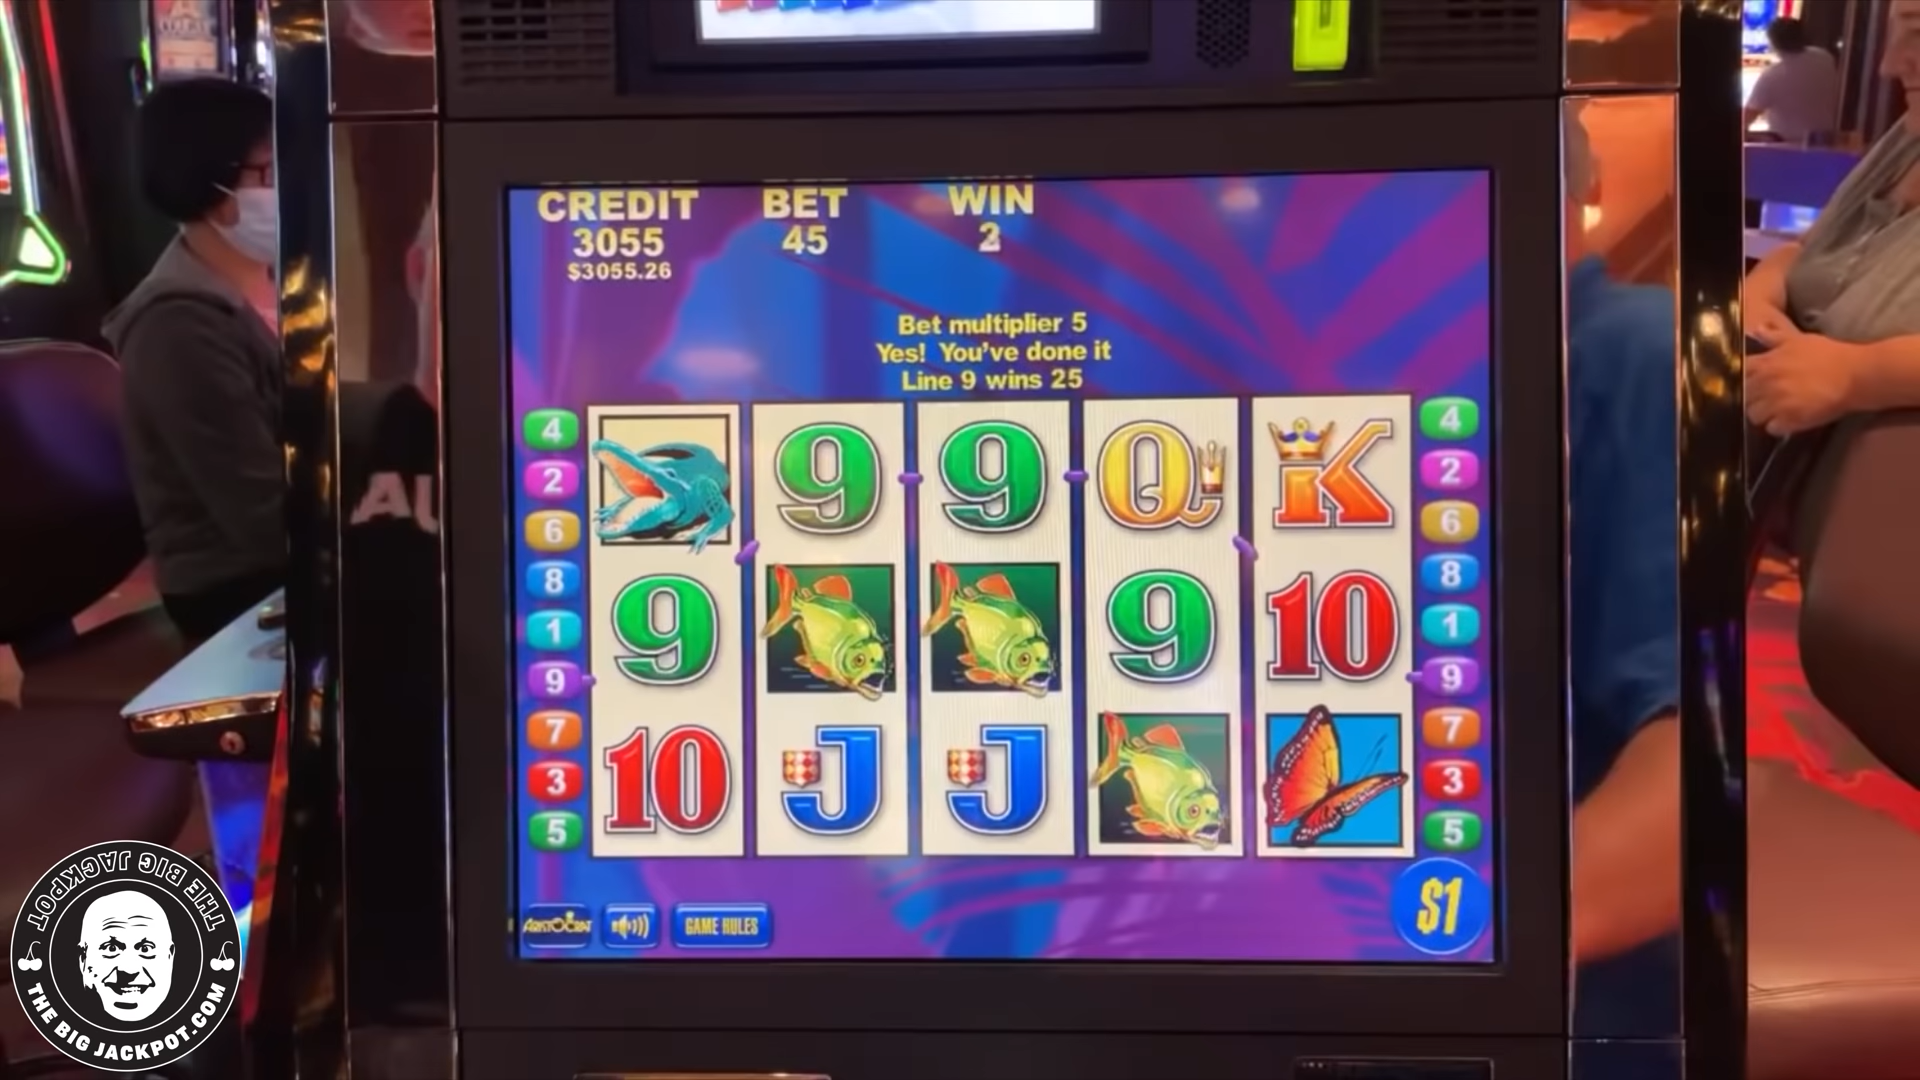 CREDIT BET WIN
3055 45 2
$3055.26
Bet multiplier 5
Yes! You've done it
Line 9 wins 25
4 9 9 Q K 4
2 2
6 6
8 8
1 9 9 10 1
9 9
7 7
3 10 J J 3
5 5
$1
ARISTOCRAT GAME RULES
THE BIG JACKPOT
THE BIG JACKPOT.COM